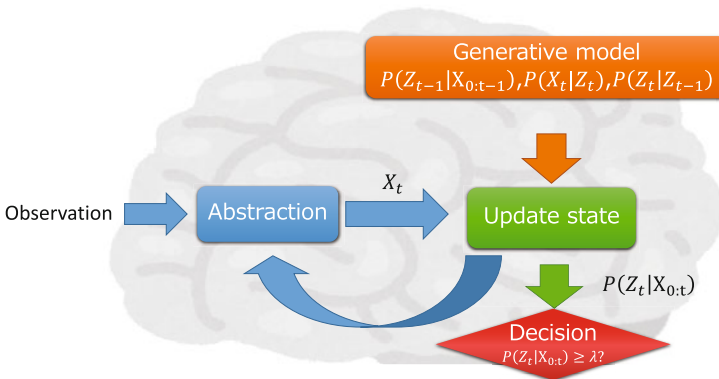 Generative model
P(Z_{t-1}|X_{0:t-1}),P(X_t|Z_t),P(Z_t|Z_{t-1})
X_t
Observation
Abstraction
Update state
P(Z_t|X_{0:t})
Decision
P(Z_t|X_{0:t}) ≥ λ?